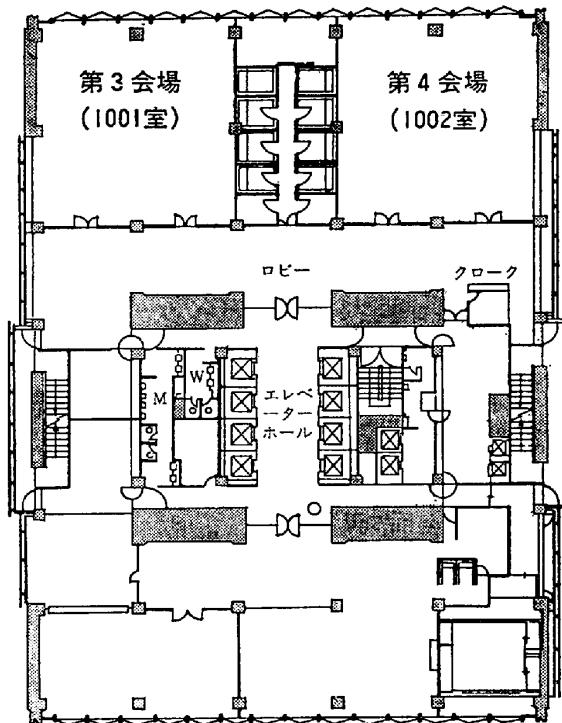 第3会場
(1001室)
第4会場
(1002室)
ロビー
クローク
W
M
エレベ
ーター
ホール